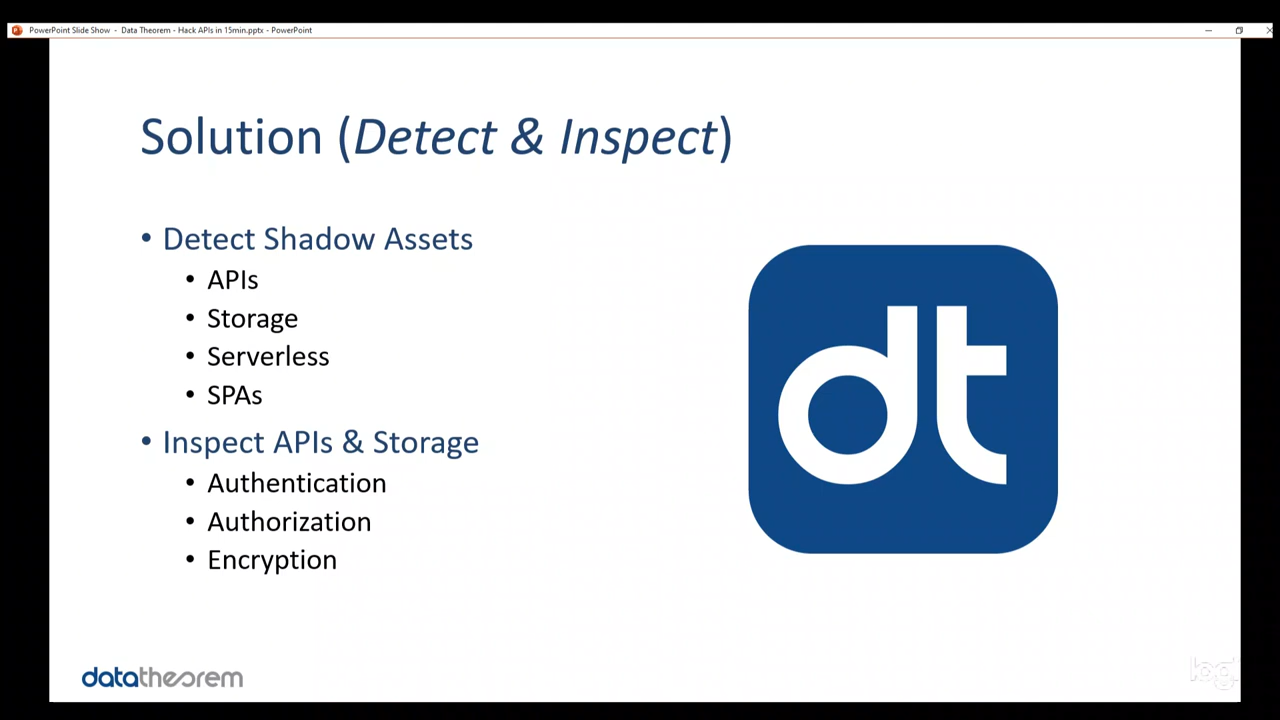 PowerPoint Slide Show - Data Theorem - Hack APIs in 15min.pptx - PowerPoint
Solution (Detect & Inspect)
• Detect Shadow Assets
• APIs
• Storage
• Serverless
• SPAs
• Inspect APIs & Storage
• Authentication
• Authorization
• Encryption
dt
datatheorem